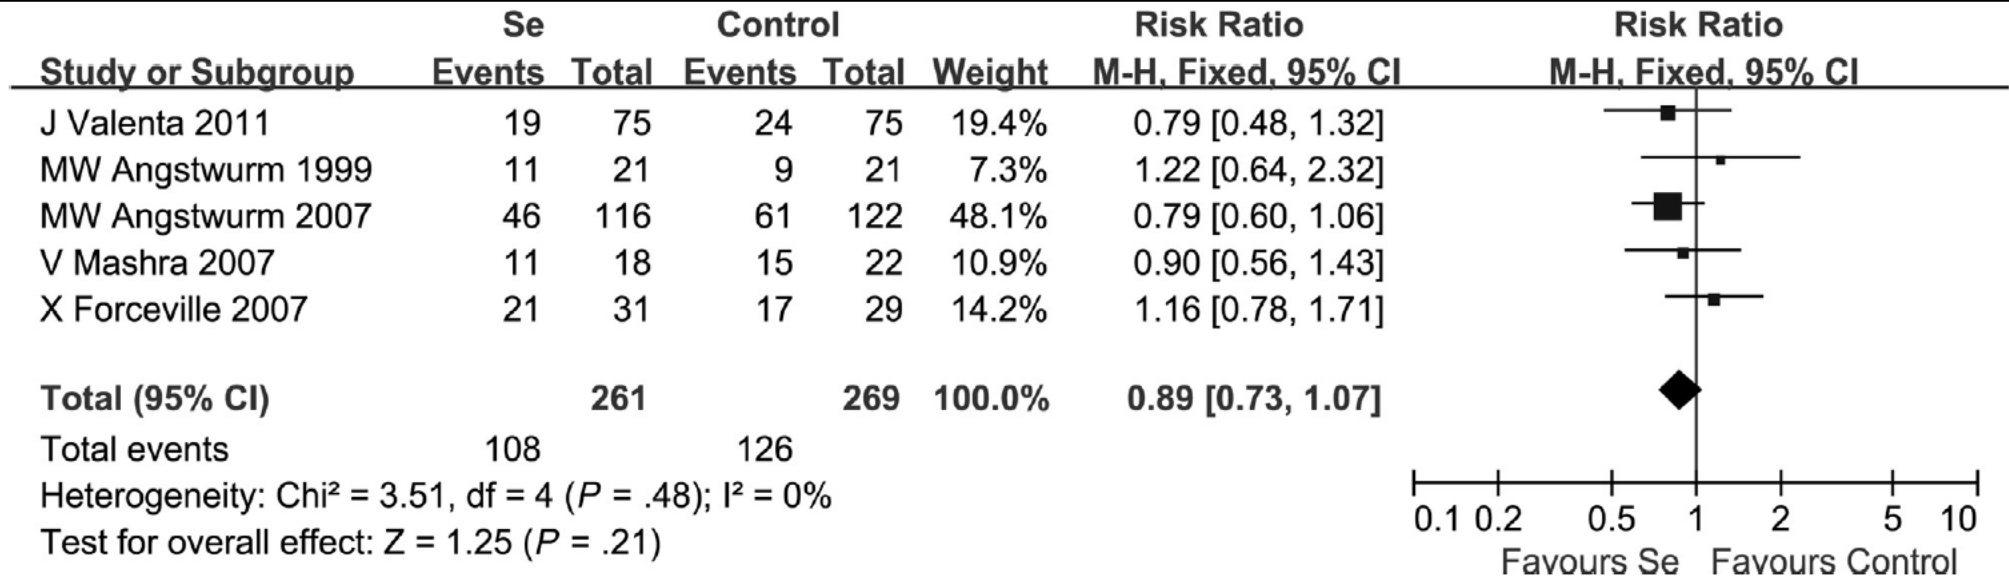 Se Control Risk Ratio Risk Ratio
Study or Subgroup Events Total Events Total Weight M-H, Fixed, 95% CI M-H, Fixed, 95% CI
J Valenta 2011 19 75 24 75 19.4% 0.79 [0.48, 1.32]
MW Angstwurm 1999 11 21 9 21 7.3% 1.22 [0.64, 2.32]
MW Angstwurm 2007 46 116 61 122 48.1% 0.79 [0.60, 1.06]
V Mashra 2007 11 18 15 22 10.9% 0.90 [0.56, 1.43]
X Forceville 2007 21 31 17 29 14.2% 1.16 [0.78, 1.71]
Total (95% CI) 261 269 100.0% 0.89 [0.73, 1.07]
Total events 108 126
Heterogeneity: Chi² = 3.51, df = 4 (P = .48); I² = 0%
Test for overall effect: Z = 1.25 (P = .21)
0.1 0.2 0.5 1 2 5 10
Favours Se Favours Control